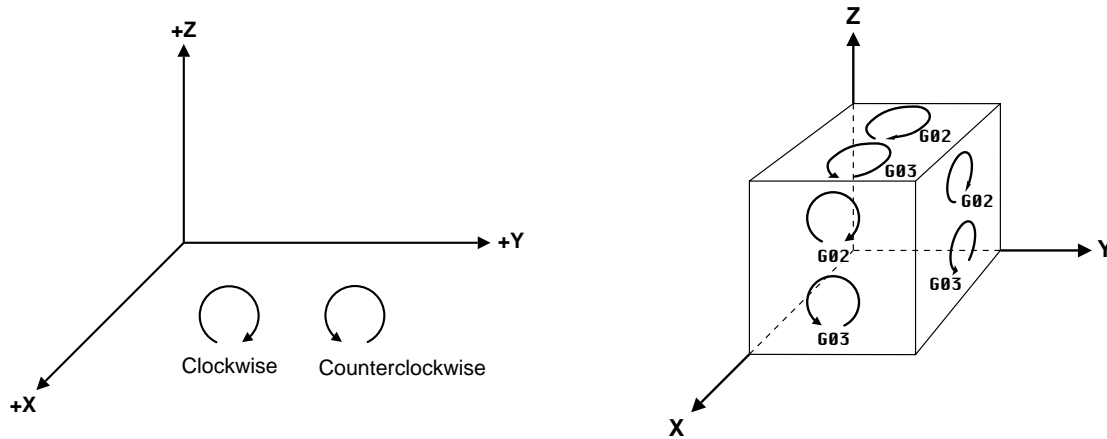 +Z
+Y
+X
Clockwise
Counterclockwise
Z
G02
G03
G02
G02
G03
G03
Y
X